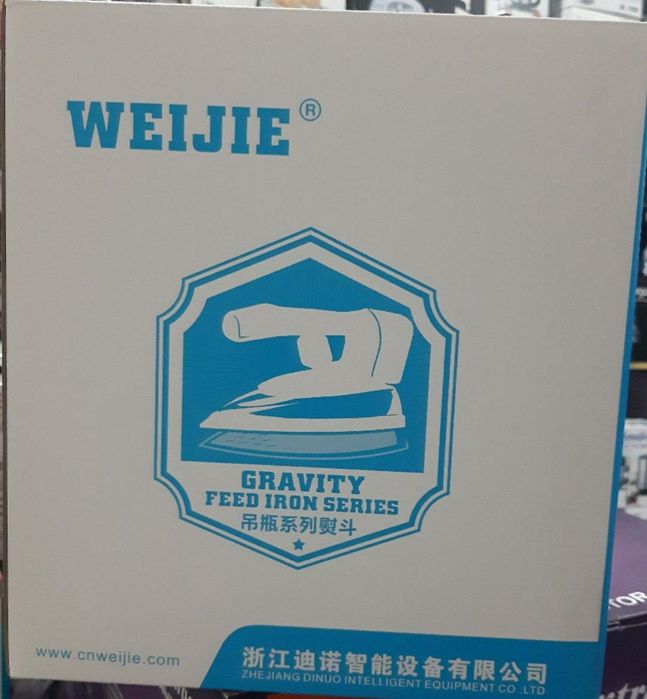 WEIJIE®
GRAVITY
FEED IRON SERIES
吊瓶系列熨斗
www.cnweijie.com
浙江迪诺智能设备有限公司
ZHEJIANG DINUO INTELLIGENT EQUIPMENT CO .LTD
TOR